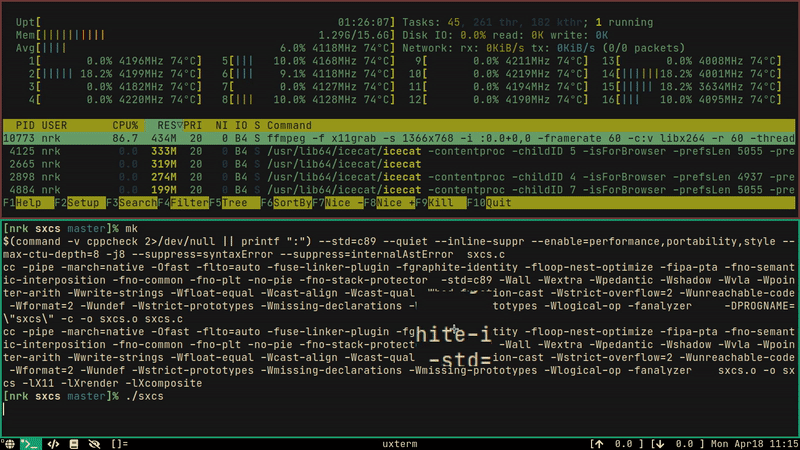 Upt[ 01:26:07] Tasks: 45, 261 thr, 182 kthr; 1 running
Mem[|||||||||| 1.29G/15.6G] Disk IO: 0.0% read: 0K write: 0K
Avg[|||| 6.0% 4118MHz 74°C] Network: rx: 0KiB/s tx: 0KiB/s (0/0 packets)
1[ 0.0% 4196MHz 74°C] 5[||| 10.0% 4168MHz 74°C] 9[ 0.0% 4211MHz 74°C] 13[ 0.0% 4008MHz 74°C]
2[||||| 18.2% 4199MHz 74°C] 6[||| 9.1% 4118MHz 74°C] 10[ 0.0% 4219MHz 74°C] 14[||||||18.2% 4001MHz 74°C]
3[ 0.0% 4182MHz 74°C] 7[ 0.0% 4127MHz 74°C] 11[ 0.0% 4194MHz 74°C] 15[||||| 18.2% 3634MHz 74°C]
4[ 0.0% 4220MHz 74°C] 8[||| 10.0% 4128MHz 74°C] 12[ 0.0% 4190MHz 74°C] 16[||| 10.0% 4095MHz 74°C]
PID USER CPU% RES▽PRI NI IO S Command
10773 nrk 86.7 434M 20 0 B4 S ffmpeg -f x11grab -s 1366x768 -i :0.0+0,0 -framerate 60 -c:v libx264 -r 60 -thread
4125 nrk 0.0 333M 20 0 B4 S /usr/lib64/icecat/icecat -contentproc -childID 5 -isForBrowser -prefsLen 5055 -pre
2665 nrk 0.0 319M 20 0 B4 S /usr/lib64/icecat/icecat
2898 nrk 0.0 274M 20 0 B4 S /usr/lib64/icecat/icecat -contentproc -childID 4 -isForBrowser -prefsLen 4937 -pre
4884 nrk 0.0 199M 20 0 B4 S /usr/lib64/icecat/icecat -contentproc -childID 7 -isForBrowser -prefsLen 5055 -pre
F1Help F2Setup F3SearchF4FilterF5Tree F6SortByF7Nice -F8Nice +F9Kill F10Quit
[nrk sxcs master]% mk
$(command -v cppcheck 2>/dev/null || printf ":") --std=c89 --quiet --inline-suppr --enable=performance,portability,style --
max-ctu-depth=8 -j8 --suppress=syntaxError --suppress=internalAstError sxcs.c
cc -pipe -march=native -Ofast -flto=auto -fuse-linker-plugin -fgraphite-identity -floop-nest-optimize -fipa-pta -fno-seman
tic-interposition -fno-common -fno-plt -no-pie -fno-stack-protector -std=c89 -Wall -Wextra -Wpedantic -Wshadow -Wvla -Wpoin
ter-arith -Wwrite-strings -Wfloat-equal -Wcast-align -Wcast-qual -ion-cast -Wstrict-overflow=2 -Wunreachable-code
-Wformat=2 -Wundef -Wstrict-prototypes -Wmissing-declarations -otypes -Wlogical-op -fanalyzer -DPROGNAME=
\"sxcs\" -c -o sxcs.o sxcs.c
cc -pipe -march=native -Ofast -flto=auto -fuse-linker-plugin -fg -floop-nest-optimize -fipa-pta -fno-seman
tic-interposition -fno-common -fno-plt -no-pie -fno-stack-protec hite-i -Wall -Wextra -Wpedantic -Wshadow -Wvla -Wpoin
ter-arith -Wwrite-strings -Wfloat-equal -Wcast-align -Wcast-qual -std= ion-cast -Wstrict-overflow=2 -Wunreachable-code
-Wformat=2 -Wundef -Wstrict-prototypes -Wmissing-declarations -Wmissing-prototypes -Wlogical-op -fanalyzer sxcs.o -o sx
cs -lX11 -lXrender -lXcomposite
[nrk sxcs master]% ./sxcs
>_ </> []= uxterm [↑ 0.0 ] [↓ 0.0 ] Mon Apr18 11:15